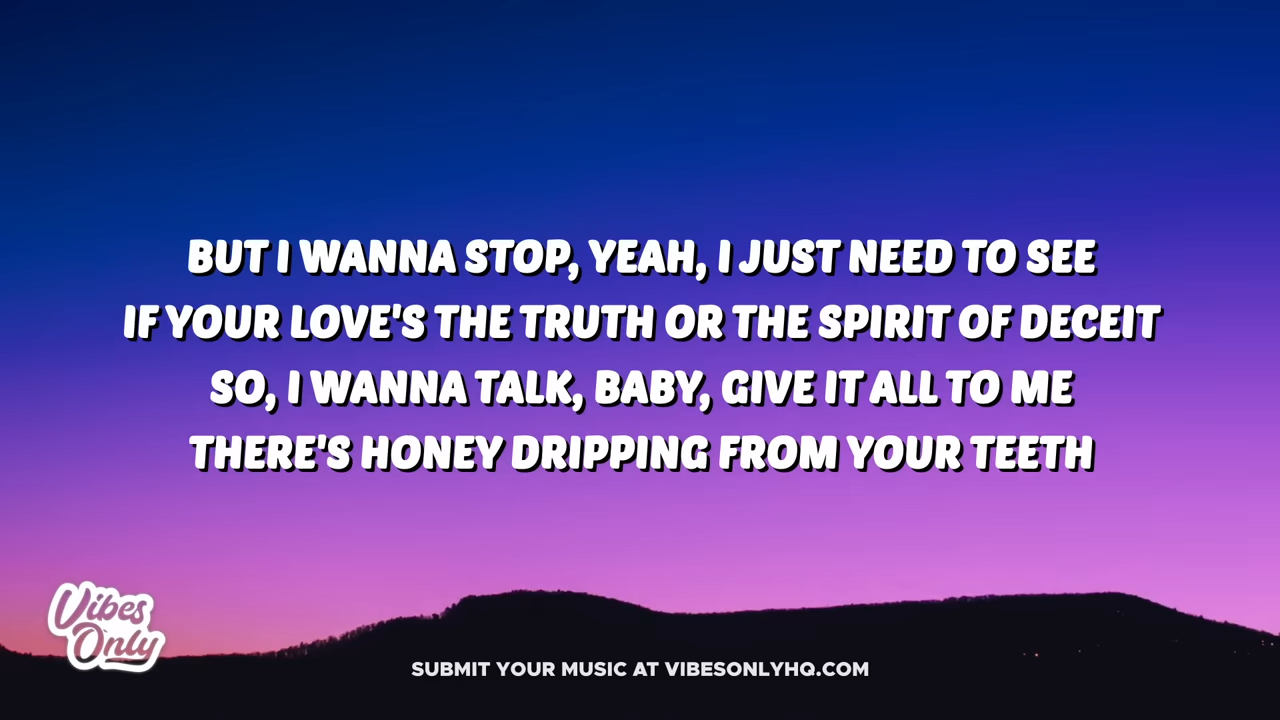 BUT I WANNA STOP, YEAH, I JUST NEED TO SEE
IF YOUR LOVE'S THE TRUTH OR THE SPIRIT OF DECEIT
SO, I WANNA TALK, BABY, GIVE IT ALL TO ME
THERE'S HONEY DRIPPING FROM YOUR TEETH
Vibes
Only
SUBMIT YOUR MUSIC AT VIBESONLYHQ.COM